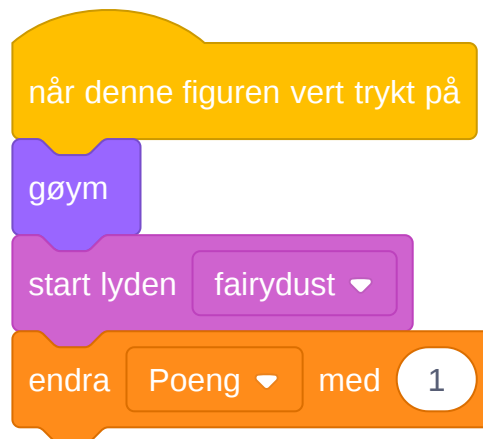 når denne figuren vert trykt på
gøym
start lyden fairydust
endra Poeng med 1